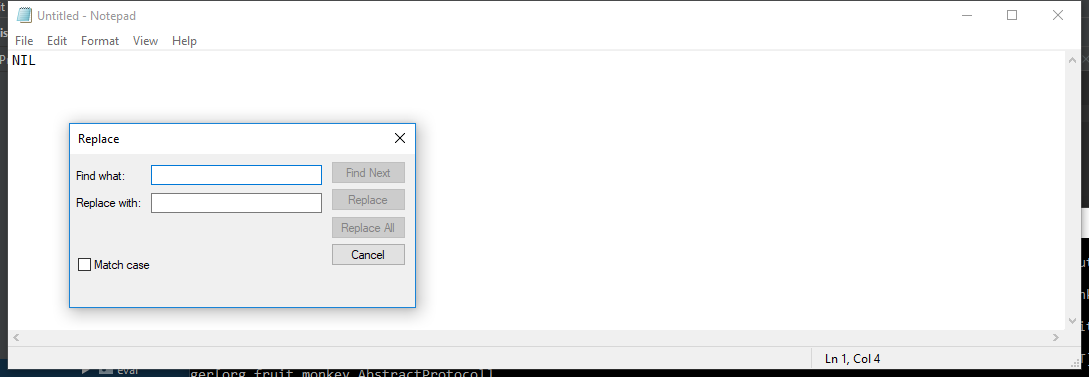 Untitled - Notepad
File Edit Format View Help
NIL
Replace
Find what:
Find Next
Replace with:
Replace
Replace All
Cancel
Match case
Ln 1, Col 4
eval
ger[org.fruit.monkey.AbstractProtocol]